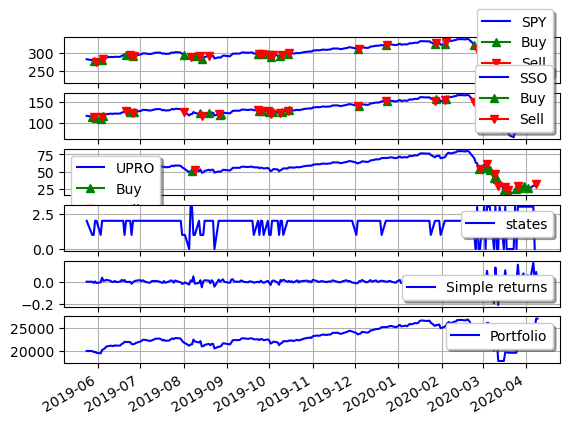 SPY
Buy
Sell
300
250
SSO
Buy
Sell
150
100
UPRO
Buy
75
50
25
states
2.5
0.0
Simple returns
0.0
−0.2
Portfolio
25000
20000
2019-06
2019-07
2019-08
2019-09
2019-10
2019-11
2019-12
2020-01
2020-02
2020-03
2020-04